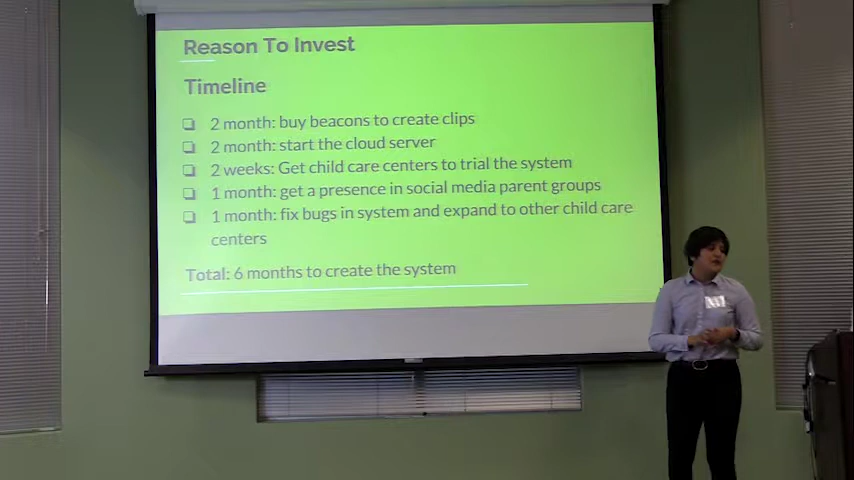 Reason To Invest
Timeline
2 month: buy beacons to create clips
2 month: start the cloud server
2 weeks: Get child care centers to trial the system
1 month: get a presence in social media parent groups
1 month: fix bugs in system and expand to other child care
centers
Total: 6 months to create the system